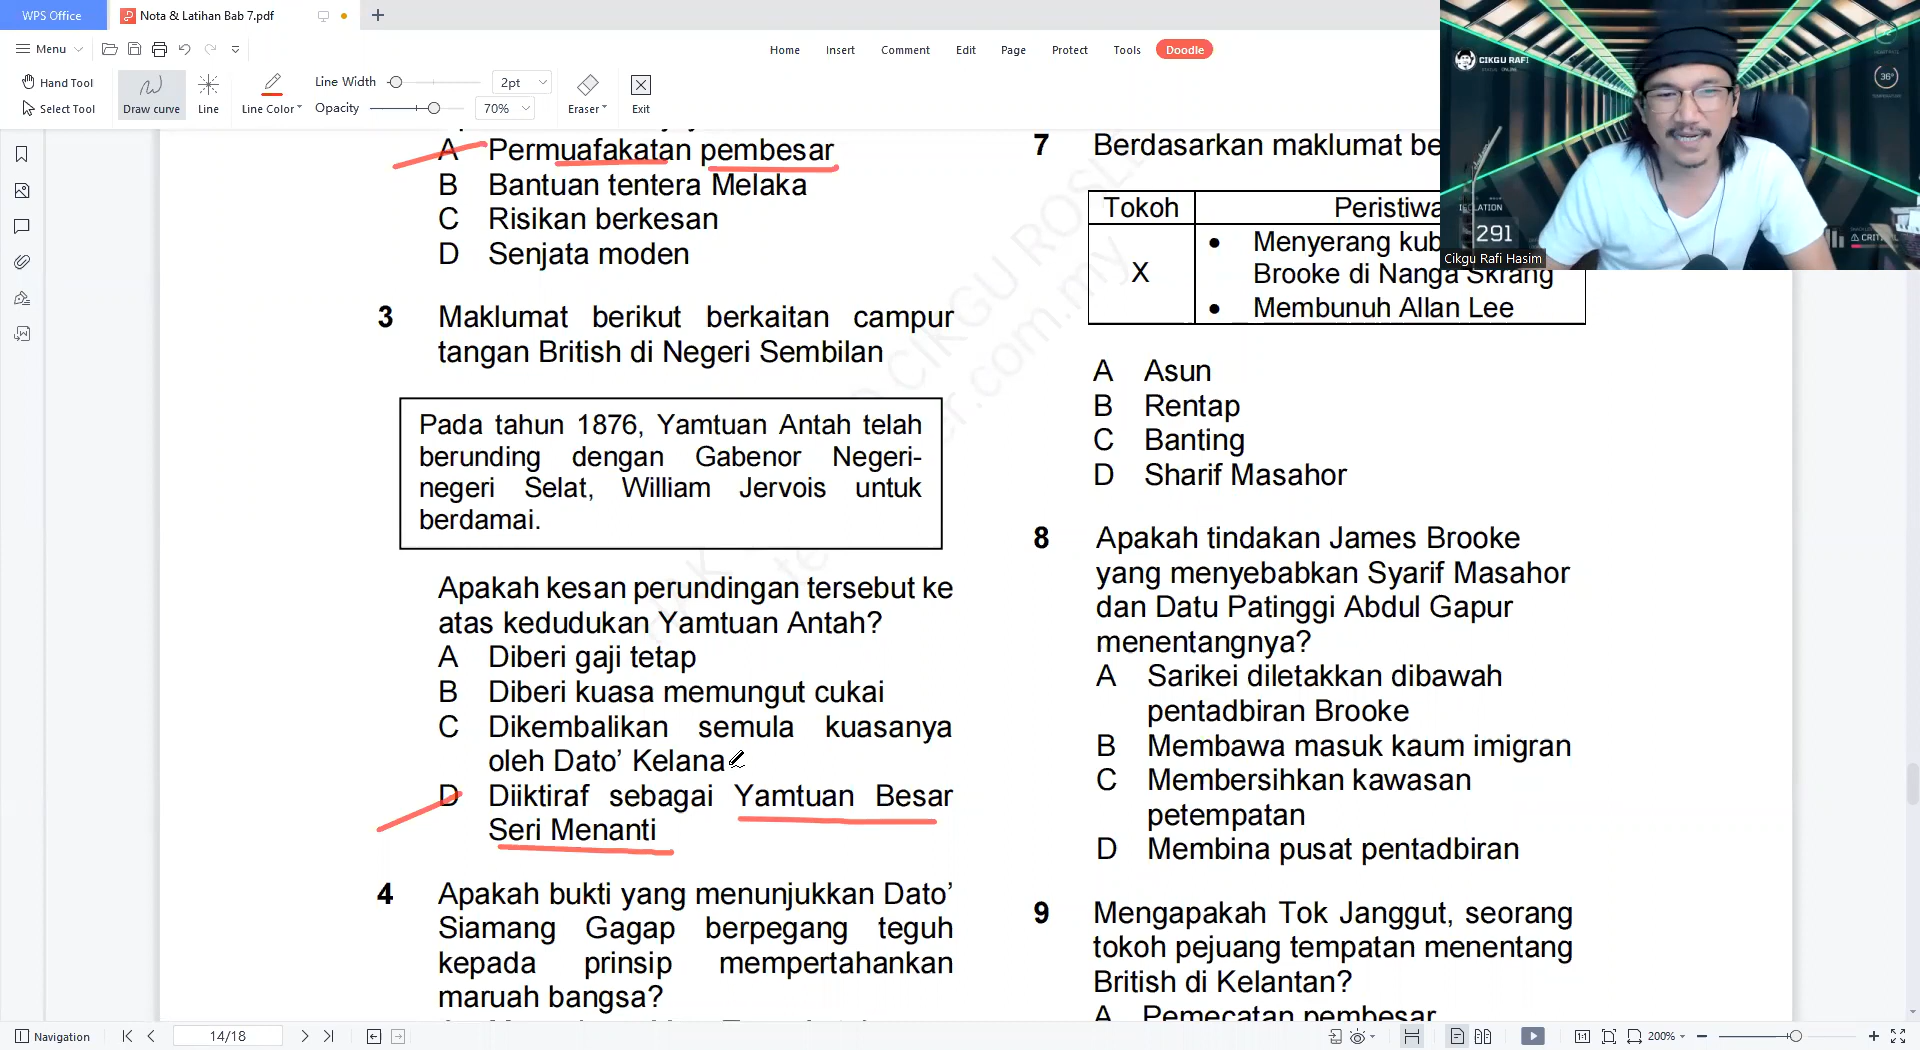 WPS Office
Nota & Latihan Bab 7.pdf
Menu
Home
Insert
Comment
Edit
Page
Protect
Tools
Doodle
Hand Tool
Select Tool
Draw curve
Line
Line Color
Line Width
2pt
Opacity
70%
Eraser
Exit
A Permuafakatan pembesar
B Bantuan tentera Melaka
C Risikan berkesan
D Senjata moden
3 Maklumat berikut berkaitan campur
tangan British di Negeri Sembilan
Pada tahun 1876, Yamtuan Antah telah
berunding dengan Gabenor Negeri-
negeri Selat, William Jervois untuk
berdamai.
Apakah kesan perundingan tersebut ke
atas kedudukan Yamtuan Antah?
A Diberi gaji tetap
B Diberi kuasa memungut cukai
C Dikembalikan semula kuasanya
oleh Dato' Kelana
D Diiktiraf sebagai Yamtuan Besar
Seri Menanti
4 Apakah bukti yang menunjukkan Dato'
Siamang Gagap berpegang teguh
kepada prinsip mempertahankan
maruah bangsa?
7 Berdasarkan maklumat be
Tokoh Peristiwa
X
• Menyerang kub
Brooke di Nanga Skrang
• Membunuh Allan Lee
A Asun
B Rentap
C Banting
D Sharif Masahor
8 Apakah tindakan James Brooke
yang menyebabkan Syarif Masahor
dan Datu Patinggi Abdul Gapur
menentangnya?
A Sarikei diletakkan dibawah
pentadbiran Brooke
B Membawa masuk kaum imigran
C Membersihkan kawasan
petempatan
D Membina pusat pentadbiran
9 Mengapakah Tok Janggut, seorang
tokoh pejuang tempatan menentang
British di Kelantan?
A Pemecatan pembesar
CIKGU ROSLI
er.com.my
CIKGU RAFI
36°
291
Cikgu Rafi Hasim
Navigation
14/18
200%